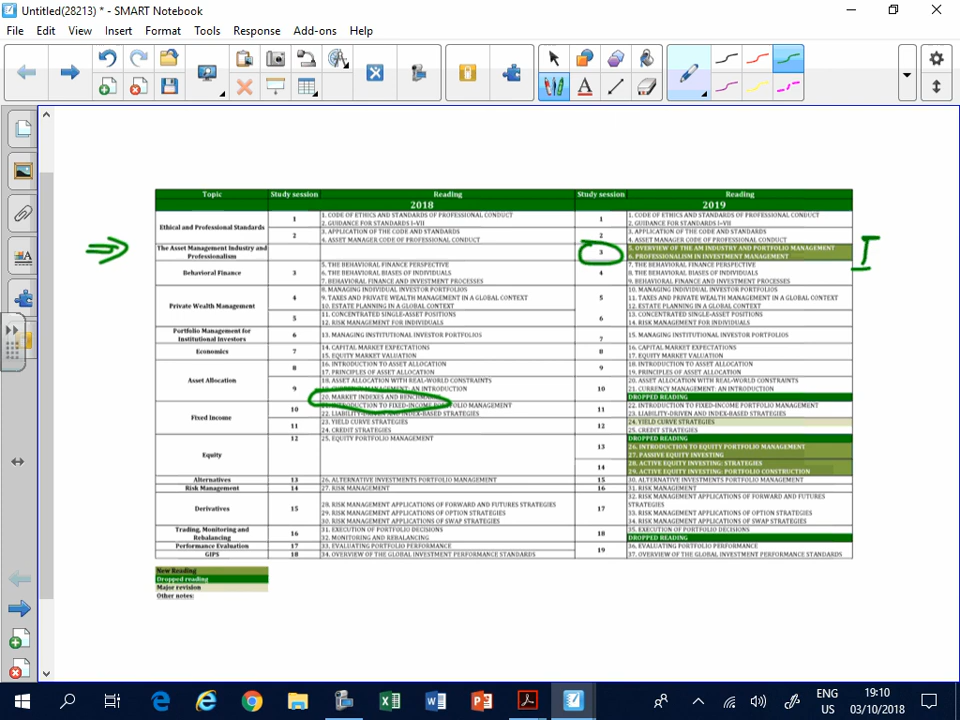 Untitled(28213) * - SMART Notebook
File Edit View Insert Format Tools Response Add-ons Help
Topic Study session Reading Study session Reading
2018 2019
Ethical and Professional Standards
1
1. CODE OF ETHICS AND STANDARDS OF PROFESSIONAL CONDUCT
2. GUIDANCE FOR STANDARDS I-VII
1
1. CODE OF ETHICS AND STANDARDS OF PROFESSIONAL CONDUCT
2. GUIDANCE FOR STANDARDS I-VII
2
3. APPLICATION OF THE CODE AND STANDARDS
4. ASSET MANAGER CODE OF PROFESSIONAL CONDUCT
2
3. APPLICATION OF THE CODE AND STANDARDS
4. ASSET MANAGER CODE OF PROFESSIONAL CONDUCT
The Asset Management Industry and
Professionalism
3
5. OVERVIEW OF THE AM INDUSTRY AND PORTFOLIO MANAGEMENT
6. PROFESSIONALISM IN INVESTMENT MANAGEMENT
I
Behavioral Finance
3
5. THE BEHAVIORAL FINANCE PERSPECTIVE
6. THE BEHAVIORAL BIASES OF INDIVIDUALS
7. BEHAVIORAL FINANCE AND INVESTMENT PROCESSES
4
7. THE BEHAVIORAL FINANCE PERSPECTIVE
8. THE BEHAVIORAL BIASES OF INDIVIDUALS
9. BEHAVIORAL FINANCE AND INVESTMENT PROCESSES
Private Wealth Management
4
8. MANAGING INDIVIDUAL INVESTOR PORTFOLIOS
9. TAXES AND PRIVATE WEALTH MANAGEMENT IN A GLOBAL CONTEXT
10. ESTATE PLANNING IN A GLOBAL CONTEXT
5
10. MANAGING INDIVIDUAL INVESTOR PORTFOLIOS
11. TAXES AND PRIVATE WEALTH MANAGEMENT IN A GLOBAL CONTEXT
12. ESTATE PLANNING IN A GLOBAL CONTEXT
5
11. CONCENTRATED SINGLE-ASSET POSITIONS
12. RISK MANAGEMENT FOR INDIVIDUALS
6
13. CONCENTRATED SINGLE-ASSET POSITIONS
14. RISK MANAGEMENT FOR INDIVIDUALS
Portfolio Management for
Institutional Investors
6
13. MANAGING INSTITUTIONAL INVESTOR PORTFOLIOS
7
15. MANAGING INSTITUTIONAL INVESTOR PORTFOLIOS
Economics
7
14. CAPITAL MARKET EXPECTATIONS
15. EQUITY MARKET VALUATION
8
16. CAPITAL MARKET EXPECTATIONS
17. EQUITY MARKET VALUATION
Asset Allocation
8
16. INTRODUCTION TO ASSET ALLOCATION
17. PRINCIPLES OF ASSET ALLOCATION
9
18. INTRODUCTION TO ASSET ALLOCATION
19. PRINCIPLES OF ASSET ALLOCATION
9
18. ASSET ALLOCATION WITH REAL-WORLD CONSTRAINTS
19. CURRENCY MANAGEMENT: AN INTRODUCTION
20. MARKET INDEXES AND BENCHMARKS
10
20. ASSET ALLOCATION WITH REAL-WORLD CONSTRAINTS
21. CURRENCY MANAGEMENT: AN INTRODUCTION
DROPPED READING
Fixed Income
10
21. INTRODUCTION TO FIXED-INCOME PORTFOLIO MANAGEMENT
22. LIABILITY-DRIVEN AND INDEX-BASED STRATEGIES
11
22. INTRODUCTION TO FIXED-INCOME PORTFOLIO MANAGEMENT
23. LIABILITY-DRIVEN AND INDEX-BASED STRATEGIES
11
23. YIELD CURVE STRATEGIES
24. CREDIT STRATEGIES
12
24. YIELD CURVE STRATEGIES
25. CREDIT STRATEGIES
Equity
12
25. EQUITY PORTFOLIO MANAGEMENT
DROPPED READING
13
26. INTRODUCTION TO EQUITY PORTFOLIO MANAGEMENT
27. PASSIVE EQUITY INVESTING
14
28. ACTIVE EQUITY INVESTING: STRATEGIES
29. ACTIVE EQUITY INVESTING: PORTFOLIO CONSTRUCTION
Alternatives 13 26. ALTERNATIVE INVESTMENTS PORTFOLIO MANAGEMENT 15 30. ALTERNATIVE INVESTMENTS PORTFOLIO MANAGEMENT
Risk Management 14 27. RISK MANAGEMENT 16 31. RISK MANAGEMENT
Derivatives
15
28. RISK MANAGEMENT APPLICATIONS OF FORWARD AND FUTURES STRATEGIES
29. RISK MANAGEMENT APPLICATIONS OF OPTION STRATEGIES
30. RISK MANAGEMENT APPLICATIONS OF SWAP STRATEGIES
17
32. RISK MANAGEMENT APPLICATIONS OF FORWARD AND FUTURES
STRATEGIES
33. RISK MANAGEMENT APPLICATIONS OF OPTION STRATEGIES
34. RISK MANAGEMENT APPLICATIONS OF SWAP STRATEGIES
Trading, Monitoring and
Rebalancing
16
31. EXECUTION OF PORTFOLIO DECISIONS
32. MONITORING AND REBALANCING
18
35. EXECUTION OF PORTFOLIO DECISIONS
DROPPED READING
Performance Evaluation 17 33. EVALUATING PORTFOLIO PERFORMANCE
GIPS 18 34. OVERVIEW OF THE GLOBAL INVESTMENT PERFORMANCE STANDARDS
19
36. EVALUATING PORTFOLIO PERFORMANCE
37. OVERVIEW OF THE GLOBAL INVESTMENT PERFORMANCE STANDARDS
New Reading
Dropped reading
Major revision
Other notes:
ENG
US
19:10
03/10/2018